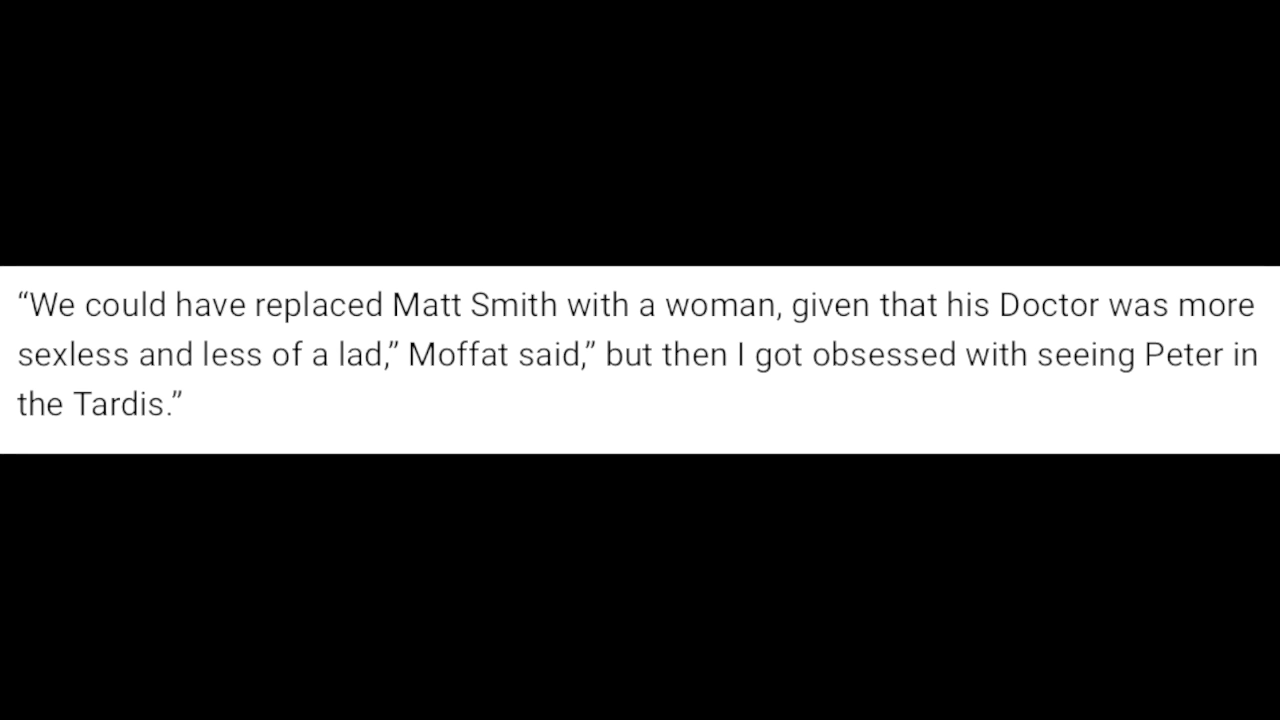 “We could have replaced Matt Smith with a woman, given that his Doctor was more
sexless and less of a lad,” Moffat said,” but then I got obsessed with seeing Peter in
the Tardis.”